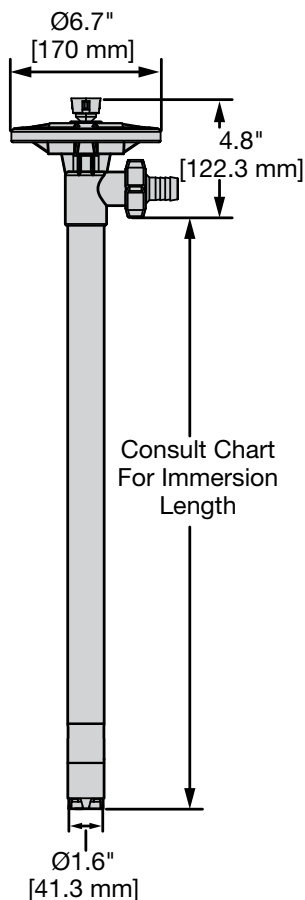 Ø6.7"
[170 mm]
4.8"
[122.3 mm]
Consult Chart
For Immersion
Length
Ø1.6"
[41.3 mm]